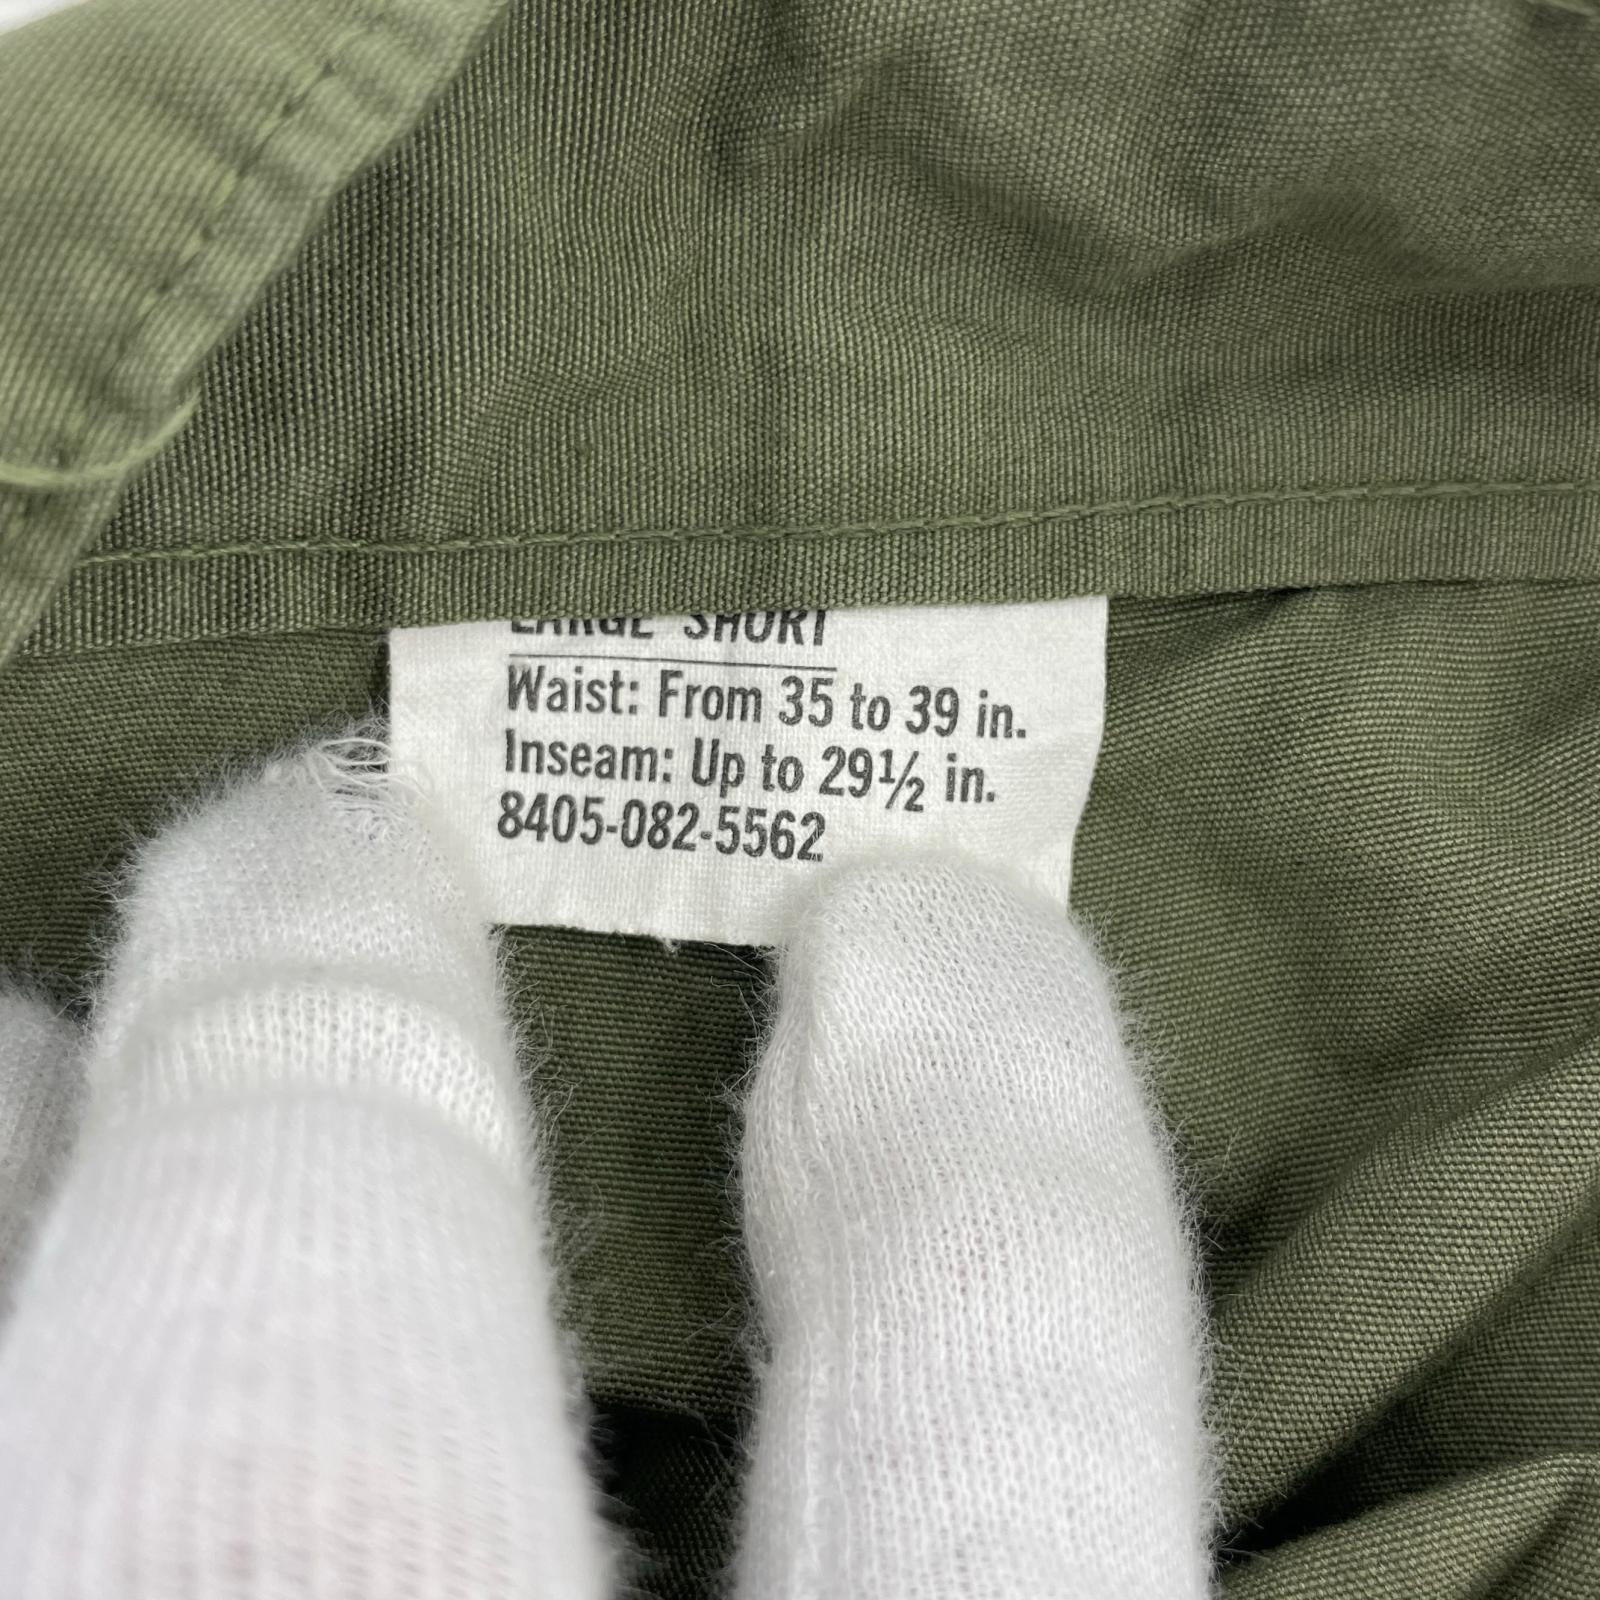 LARGE SHORT
Waist: From 35 to 39 in.
Inseam: Up to 29½ in.
8405-082-5562